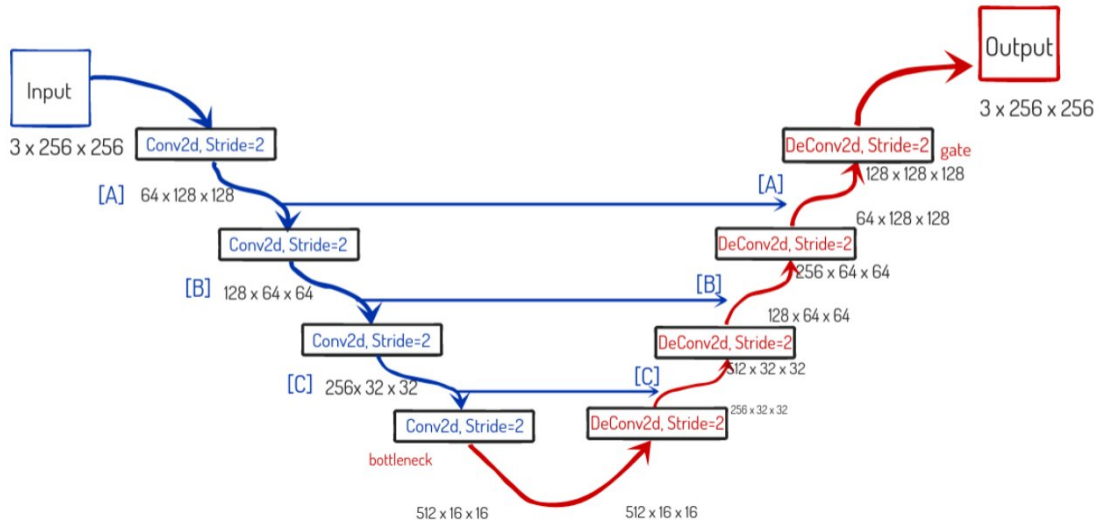 Input
3 x 256 x 256
Conv2d, Stride=2
[A]
64 x 128 x 128
Conv2d, Stride=2
[B]
128 x 64 x 64
Conv2d, Stride=2
[C]
256x 32 x 32
Conv2d, Stride=2
bottleneck
512 x 16 x 16
512 x 16 x 16
DeConv2d, Stride=2
256 x 32 x 32
[C]
512 x 32 x 32
DeConv2d, Stride=2
128 x 64 x 64
[B]
256 x 64 x 64
DeConv2d, Stride=2
64 x 128 x 128
[A]
128 x 128 x 128
DeConv2d, Stride=2
gate
Output
3 x 256 x 256